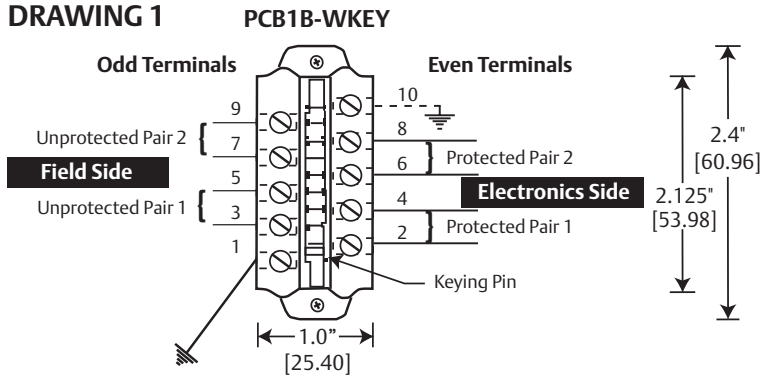 DRAWING 1
PCB1B-WKEY
Odd Terminals
Even Terminals
9
10
Unprotected Pair 2 {
7
8
6
} Protected Pair 2
Field Side
Electronics Side
5
4
Unprotected Pair 1 {
3
2
} Protected Pair 1
1
Keying Pin
2.4"
[60.96]
2.125"
[53.98]
1.0”
[25.40]